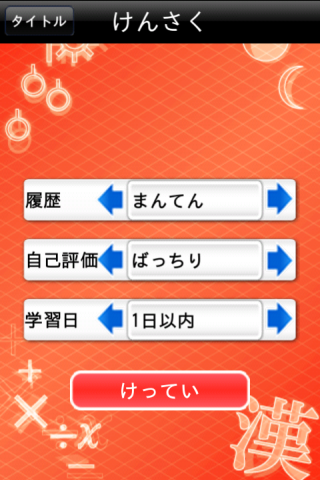 タイトル
けんさく
履歴
まんてん
自己評価
ばっちり
学習日
1日以内
けってい
+
×÷x
漢